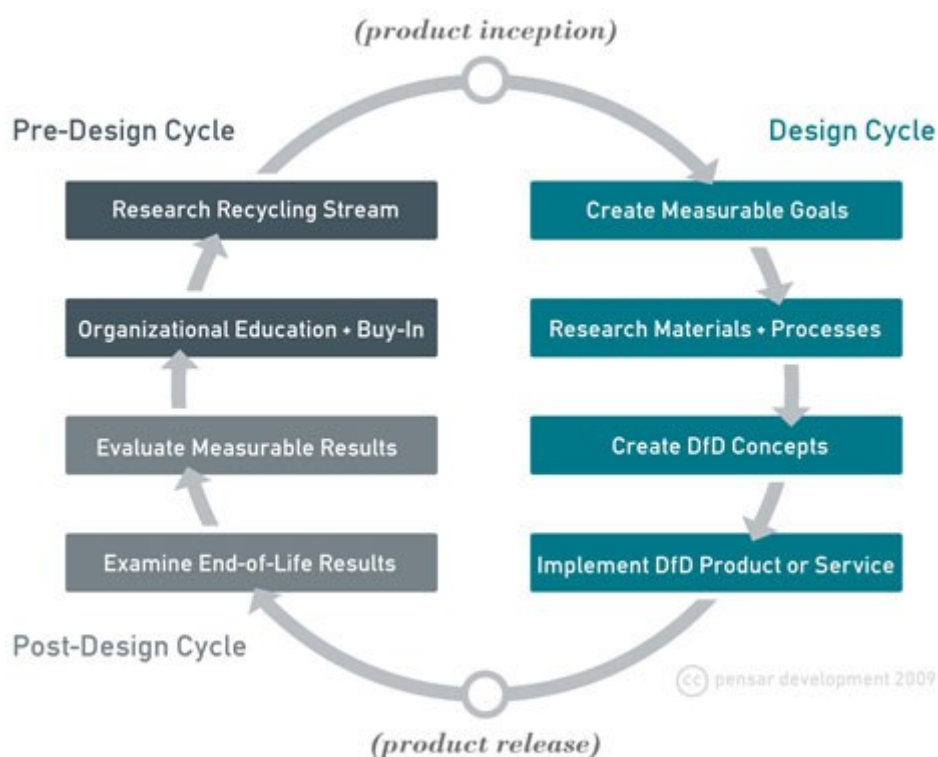 (product inception)
Pre-Design Cycle
Design Cycle
Research Recycling Stream
Create Measurable Goals
Organizational Education + Buy-In
Research Materials + Processes
Evaluate Measurable Results
Create DfD Concepts
Examine End-of-Life Results
Implement DfD Product or Service
Post-Design Cycle
cc pensar development 2009
(product release)